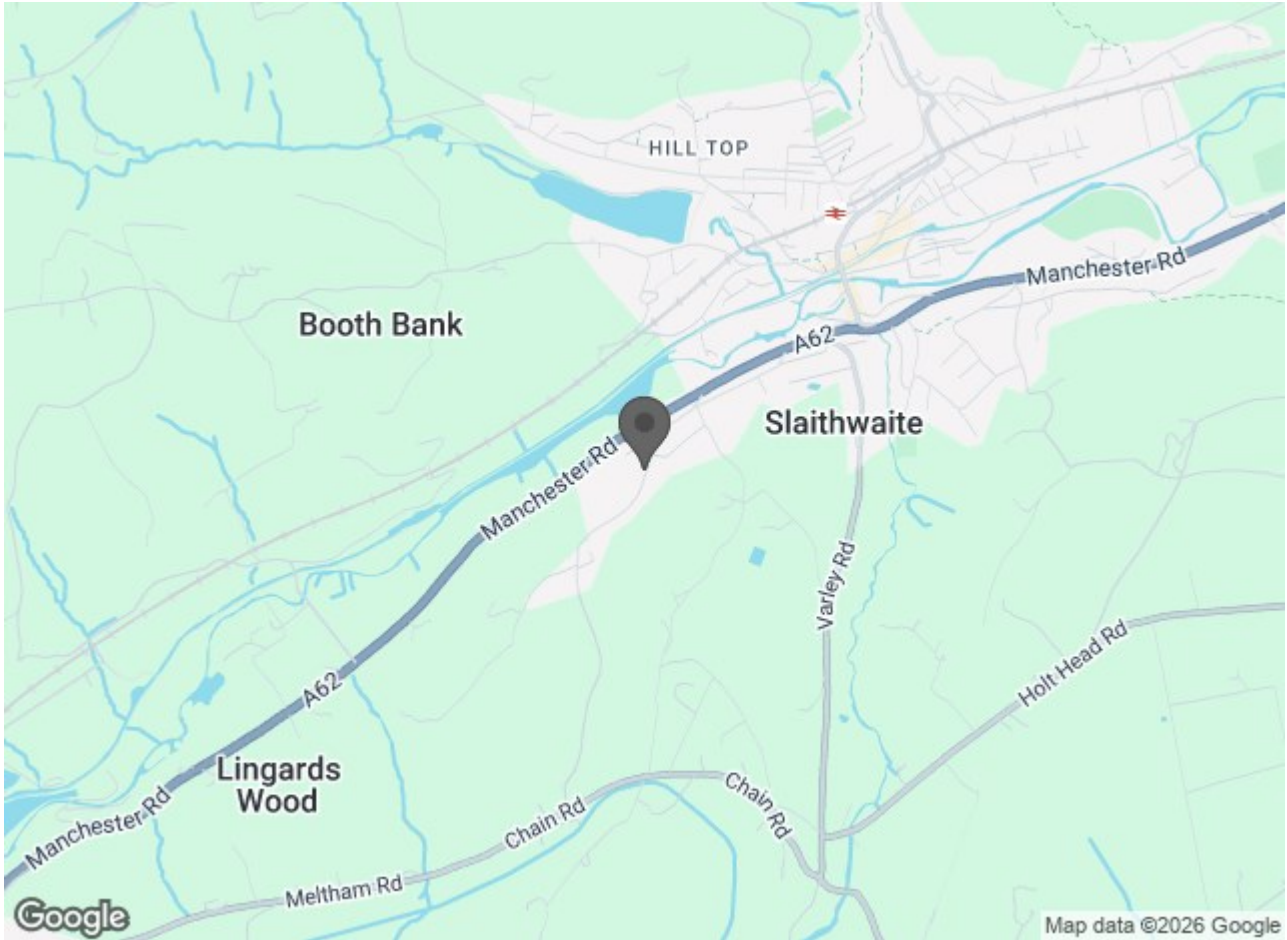 HILL TOP
Manchester Rd
Booth Bank
A62
Slaithwaite
Manchester Rd
Varley Rd
Holt Head Rd
A62
Lingards
Wood
Chain Rd
Chain Rd
Manchester Rd
Meltham Rd
Google
Map data ©2026 Google